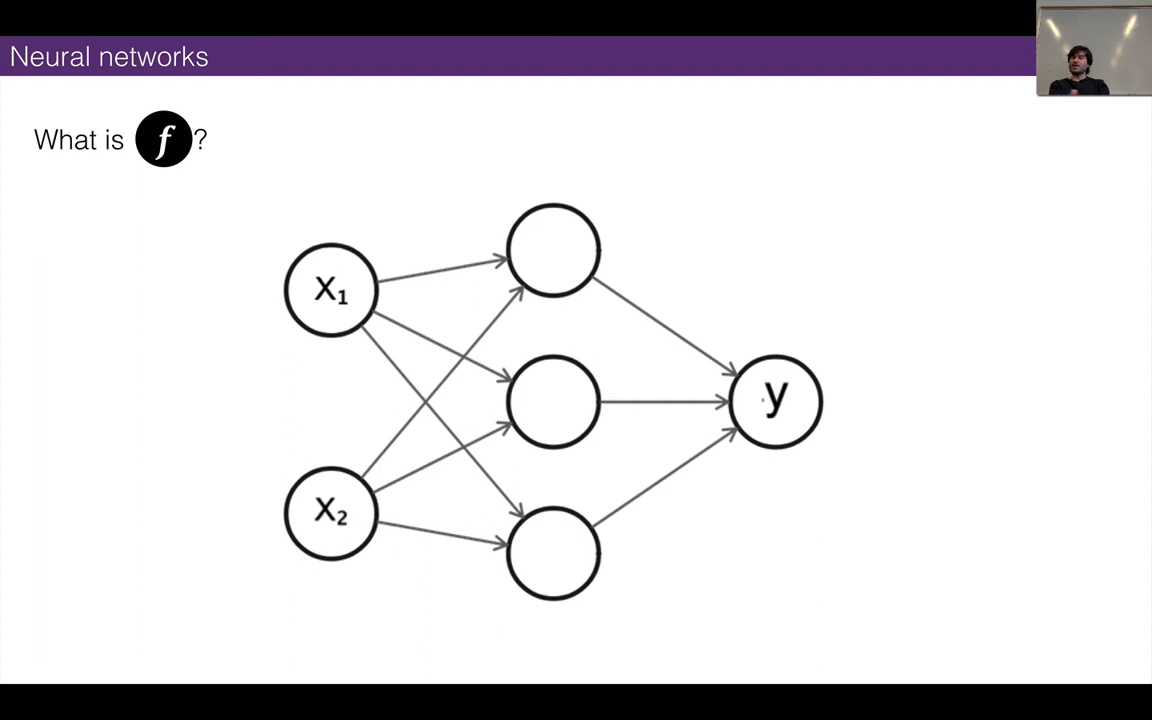 Neural networks
What is f?
x₁
x₂
y